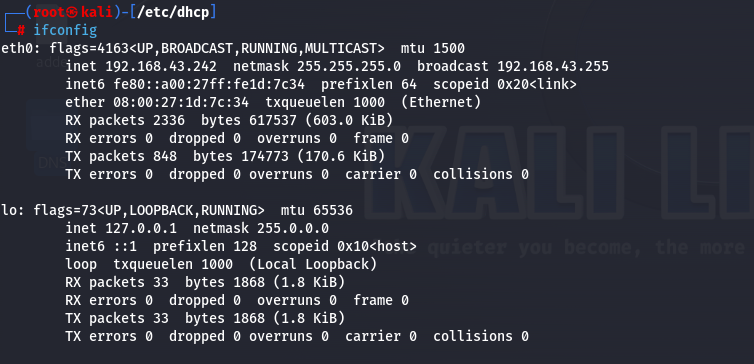 ┌──(root㉿kali)-[/etc/dhcp]
└─# ifconfig
eth0: flags=4163<UP,BROADCAST,RUNNING,MULTICAST>  mtu 1500
        inet 192.168.43.242  netmask 255.255.255.0  broadcast 192.168.43.255
        inet6 fe80::a00:27ff:fe1d:7c34  prefixlen 64  scopeid 0x20<link>
        ether 08:00:27:1d:7c:34  txqueuelen 1000  (Ethernet)
        RX packets 2336  bytes 617537 (603.0 KiB)
        RX errors 0  dropped 0  overruns 0  frame 0
        TX packets 848  bytes 174773 (170.6 KiB)
        TX errors 0  dropped 0 overruns 0  carrier 0  collisions 0

lo: flags=73<UP,LOOPBACK,RUNNING>  mtu 65536
        inet 127.0.0.1  netmask 255.0.0.0
        inet6 ::1  prefixlen 128  scopeid 0x10<host>
        loop  txqueuelen 1000  (Local Loopback)
        RX packets 33  bytes 1868 (1.8 KiB)
        RX errors 0  dropped 0  overruns 0  frame 0
        TX packets 33  bytes 1868 (1.8 KiB)
        TX errors 0  dropped 0 overruns 0  carrier 0  collisions 0
KALI LI
quieter you become, the more
DNS